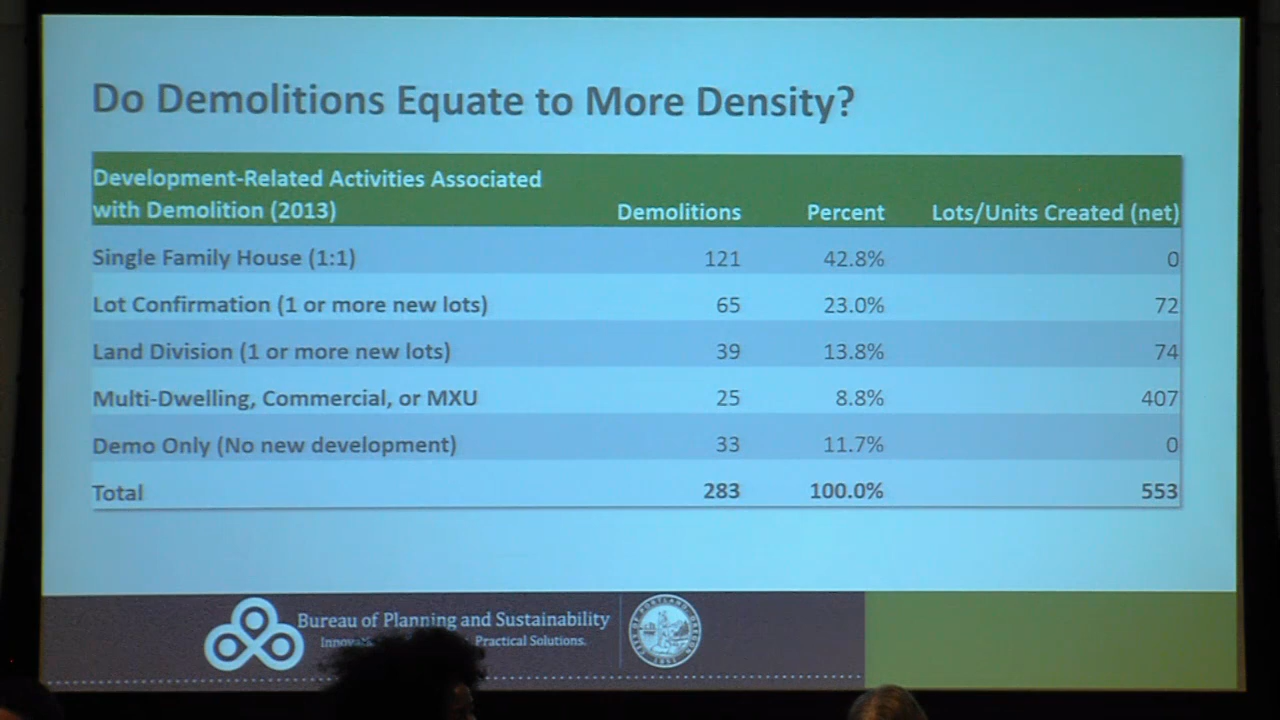 Do Demolitions Equate to More Density?
Development-Related Activities Associated
with Demolition (2013) Demolitions Percent Lots/Units Created (net)
Single Family House (1:1) 121 42.8% 0
Lot Confirmation (1 or more new lots) 65 23.0% 72
Land Division (1 or more new lots) 39 13.8% 74
Multi-Dwelling, Commercial, or MXU 25 8.8% 407
Demo Only (No new development) 33 11.7% 0
Total 283 100.0% 553
Bureau of Planning and Sustainability
Practical Solutions.